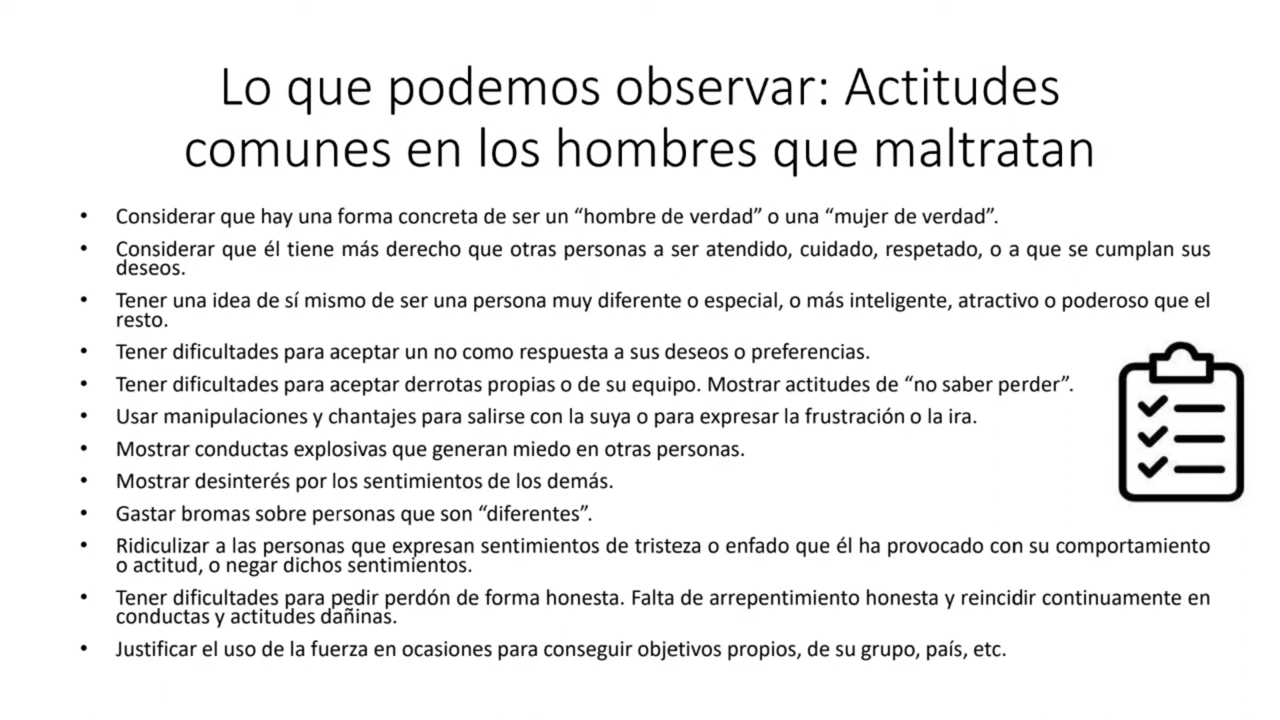 Lo que podemos observar: Actitudes
comunes en los hombres que maltratan
• Considerar que hay una forma concreta de ser un “hombre de verdad” o una “mujer de verdad”.
• Considerar que él tiene más derecho que otras personas a ser atendido, cuidado, respetado, o a que se cumplan sus
deseos.
• Tener una idea de sí mismo de ser una persona muy diferente o especial, o más inteligente, atractivo o poderoso que el
resto.
• Tener dificultades para aceptar un no como respuesta a sus deseos o preferencias.
• Tener dificultades para aceptar derrotas propias o de su equipo. Mostrar actitudes de “no saber perder”.
• Usar manipulaciones y chantajes para salirse con la suya o para expresar la frustración o la ira.
• Mostrar conductas explosivas que generan miedo en otras personas.
• Mostrar desinterés por los sentimientos de los demás.
• Gastar bromas sobre personas que son “diferentes”.
• Ridiculizar a las personas que expresan sentimientos de tristeza o enfado que él ha provocado con su comportamiento
o actitud, o negar dichos sentimientos.
• Tener dificultades para pedir perdón de forma honesta. Falta de arrepentimiento honesta y reincidir continuamente en
conductas y actitudes dañinas.
• Justificar el uso de la fuerza en ocasiones para conseguir objetivos propios, de su grupo, país, etc.